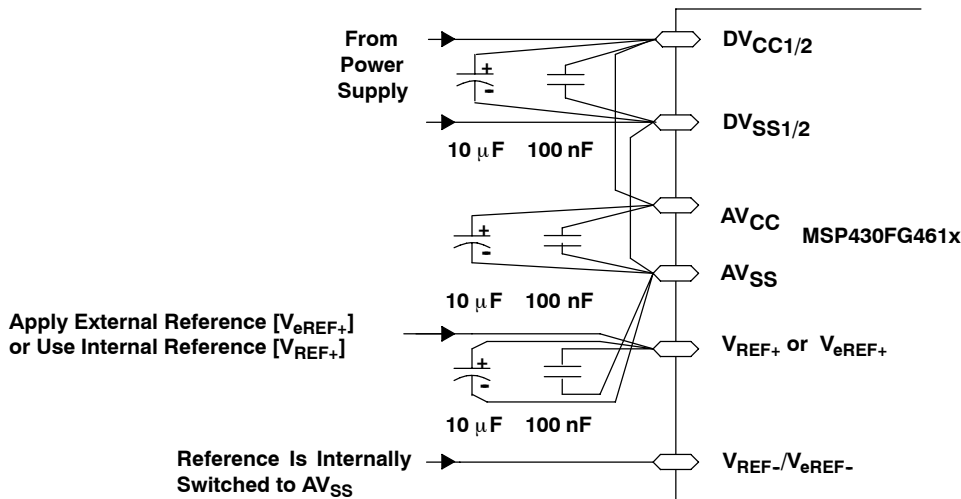 From
Power
Supply
+
-
DVCC1/2
DVSS1/2
10 μF 100 nF
+
-
AVCC
MSP430FG461x
AVSS
10 μF 100 nF
Apply External Reference [VeREF+]
or Use Internal Reference [VREF+]
+
-
VREF+ or VeREF+
10 μF 100 nF
Reference Is Internally
Switched to AVSS
VREF-/VeREF-